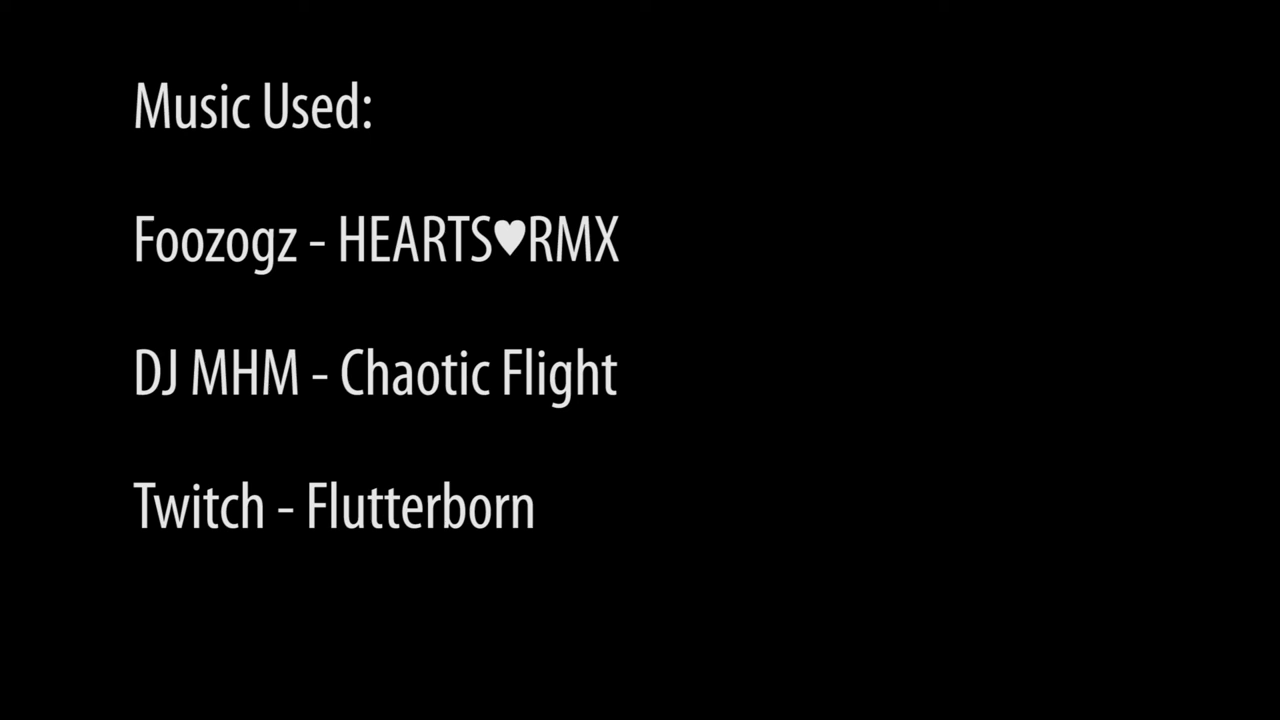 Music Used:
Foozogz - HEARTS♥RMX
DJ MHM - Chaotic Flight
Twitch - Flutterborn